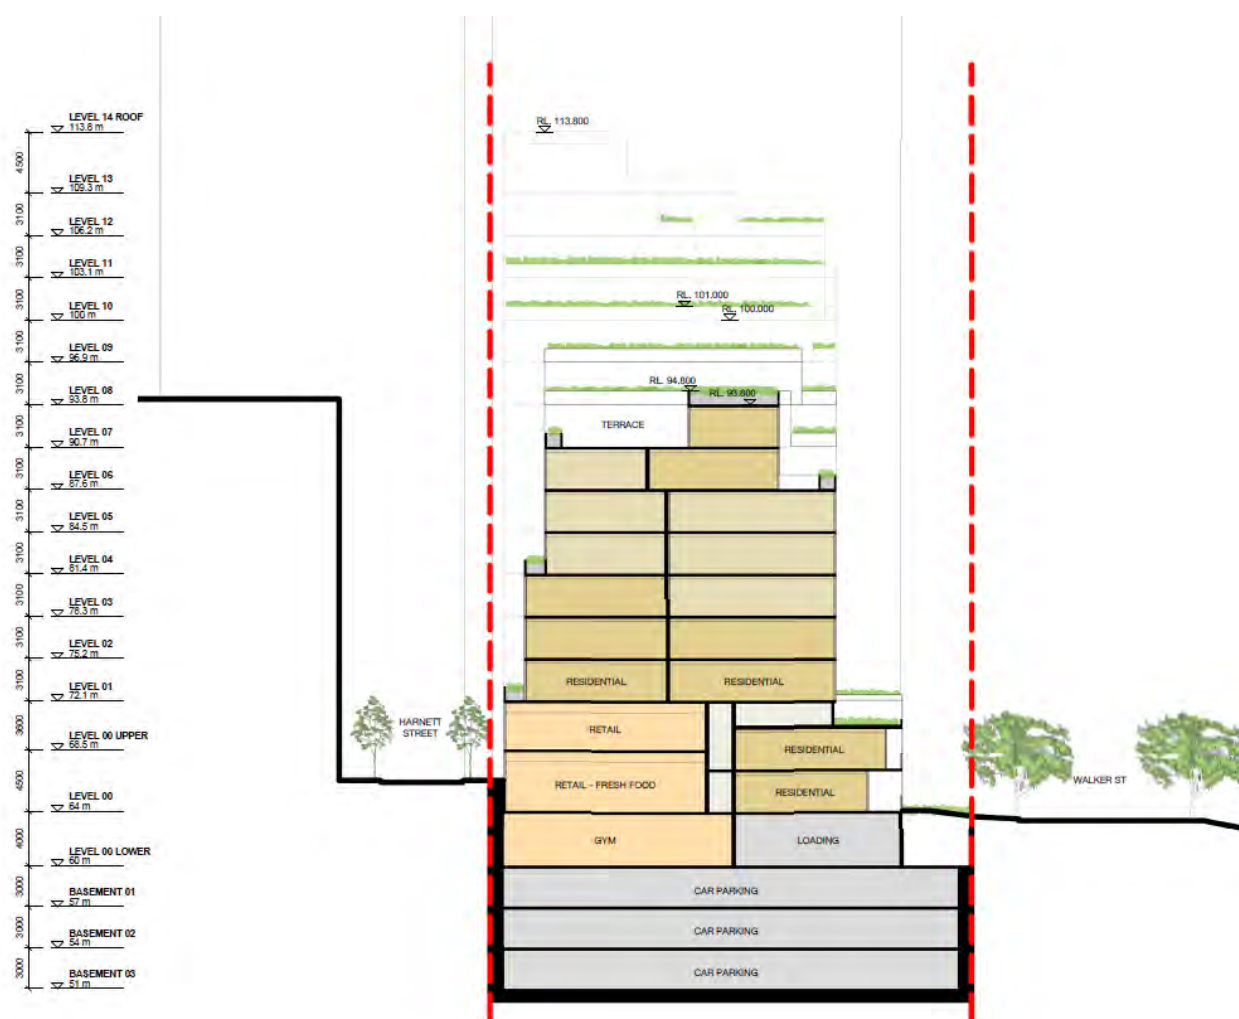 LEVEL 14 ROOF
113.8 m
RL. 113.800
4500
LEVEL 13
109.3 m
3100
LEVEL 12
106.2 m
3100
LEVEL 11
103.1 m
3100
RL. 101.000
LEVEL 10
100 m
RL. 100.000
3100
LEVEL 09
96.9 m
3100
RL. 94.800
LEVEL 08
93.8 m
RL. 93.800
3100
TERRACE
LEVEL 07
90.7 m
3100
LEVEL 06
87.6 m
3100
LEVEL 05
84.5 m
3100
LEVEL 04
81.4 m
3100
LEVEL 03
78.3 m
3100
LEVEL 02
75.2 m
3100
RESIDENTIAL
RESIDENTIAL
LEVEL 01
72.1 m
3600
HARNETT
STREET
RETAIL
LEVEL 00 UPPER
68.5 m
RESIDENTIAL
4500
RETAIL - FRESH FOOD
RESIDENTIAL
WALKER ST
LEVEL 00
64 m
4000
GYM
LOADING
LEVEL 00 LOWER
60 m
3000
CAR PARKING
BASEMENT 01
57 m
3000
CAR PARKING
BASEMENT 02
54 m
3000
CAR PARKING
BASEMENT 03
51 m